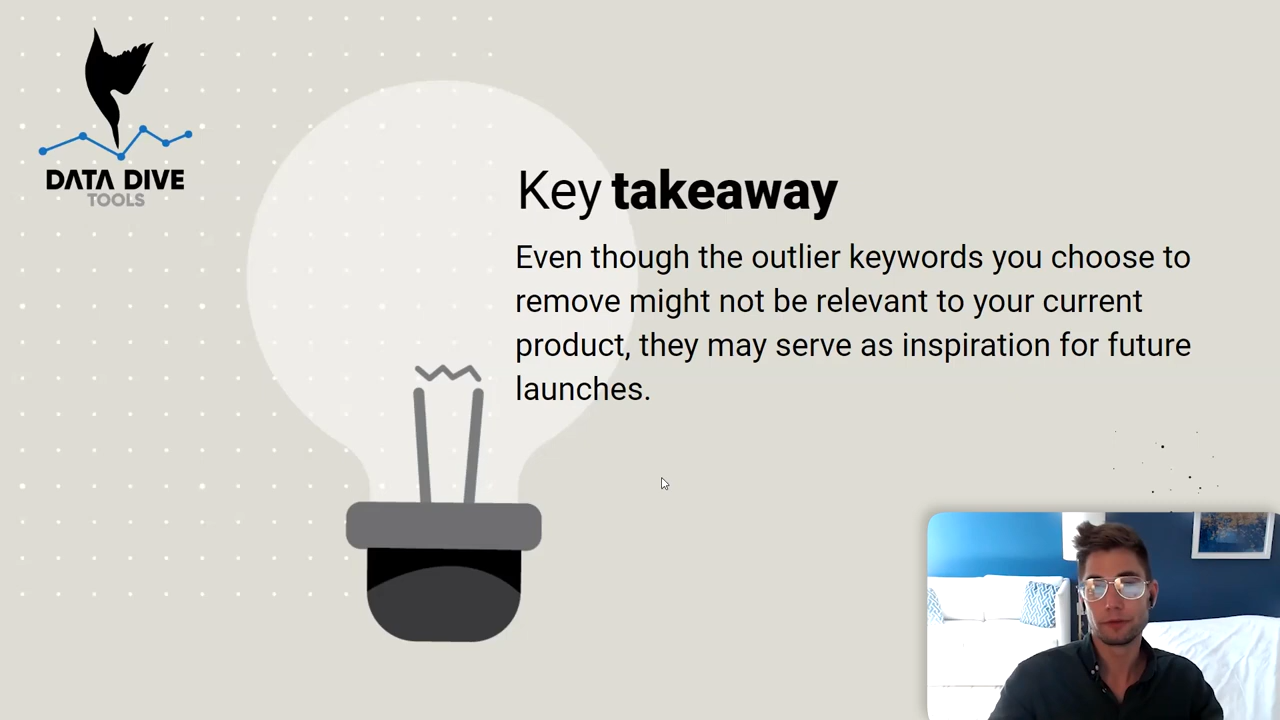 DATA DIVE
TOOLS
Key takeaway
Even though the outlier keywords you choose to
remove might not be relevant to your current
product, they may serve as inspiration for future
launches.